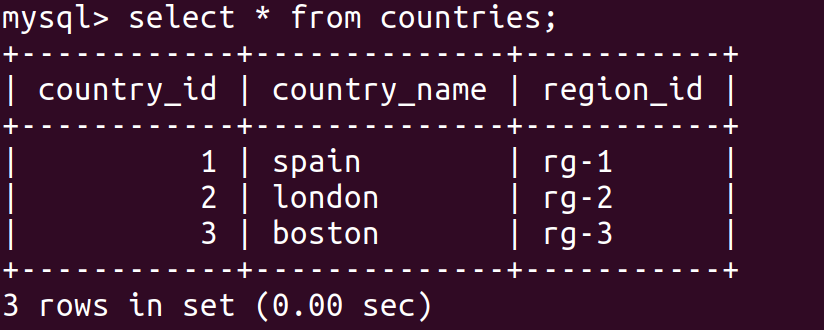 mysql> select * from countries;
+------------+--------------+-----------+
| country_id | country_name | region_id |
+------------+--------------+-----------+
|          1 | spain        | rg-1      |
|          2 | london       | rg-2      |
|          3 | boston       | rg-3      |
+------------+--------------+-----------+
3 rows in set (0.00 sec)